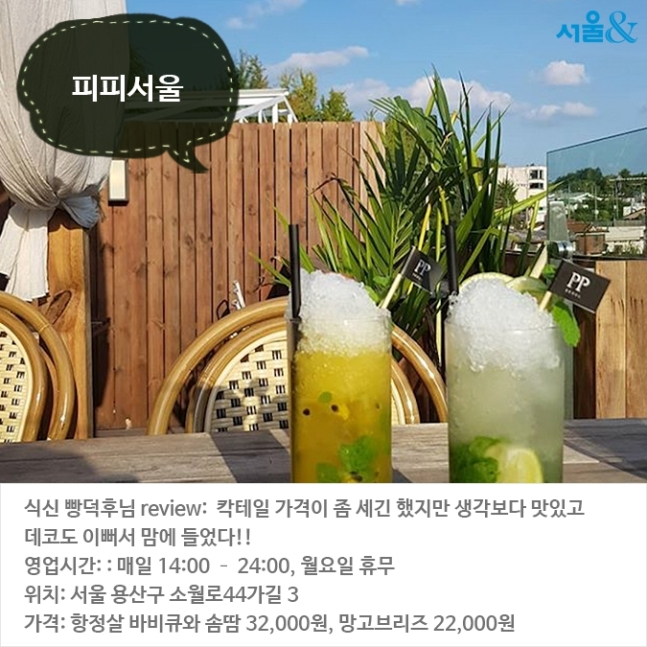 서울&
피피서울
PP
PP
식신 빵덕후님 review:  칵테일 가격이 좀 세긴 했지만 생각보다 맛있고
데코도 이뻐서 맘에 들었다!!
영업시간: : 매일 14:00 – 24:00, 월요일 휴무
위치: 서울 용산구 소월로44가길 3
가격: 항정살 바비큐와 솜땀 32,000원, 망고브리즈 22,000원